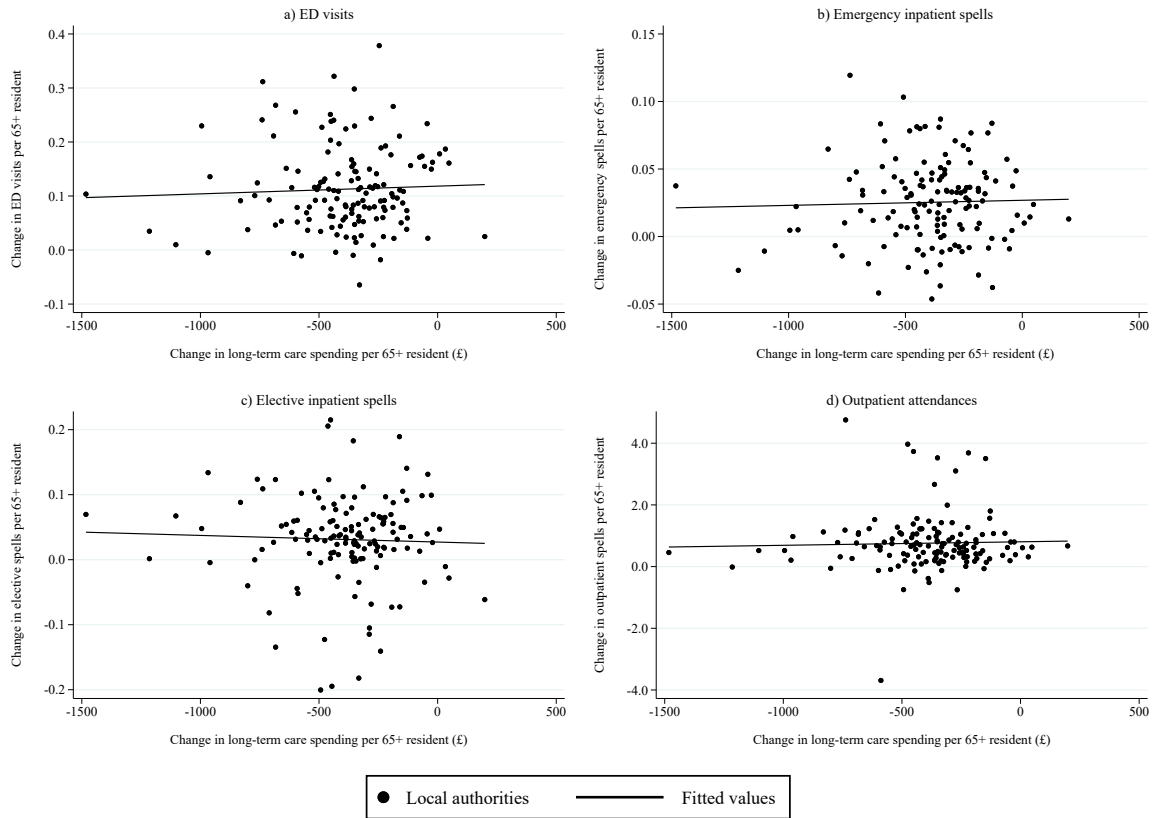 a) ED visits
Change in ED visits per 65+ resident
0.4
0.3
0.2
0.1
0.0
-0.1
-1500 -1000 -500 0 500
Change in long-term care spending per 65+ resident (£)
b) Emergency inpatient spells
Change in emergency spells per 65+ resident
0.15
0.10
0.05
0.00
-0.05
-1500 -1000 -500 0 500
Change in long-term care spending per 65+ resident (£)
c) Elective inpatient spells
Change in elective spells per 65+ resident
0.2
0.1
0.0
-0.1
-0.2
-1500 -1000 -500 0 500
Change in long-term care spending per 65+ resident (£)
d) Outpatient attendances
Change in outpatient spells per 65+ resident
4.0
2.0
0.0
-2.0
-4.0
-1500 -1000 -500 0 500
Change in long-term care spending per 65+ resident (£)
Local authorities Fitted values